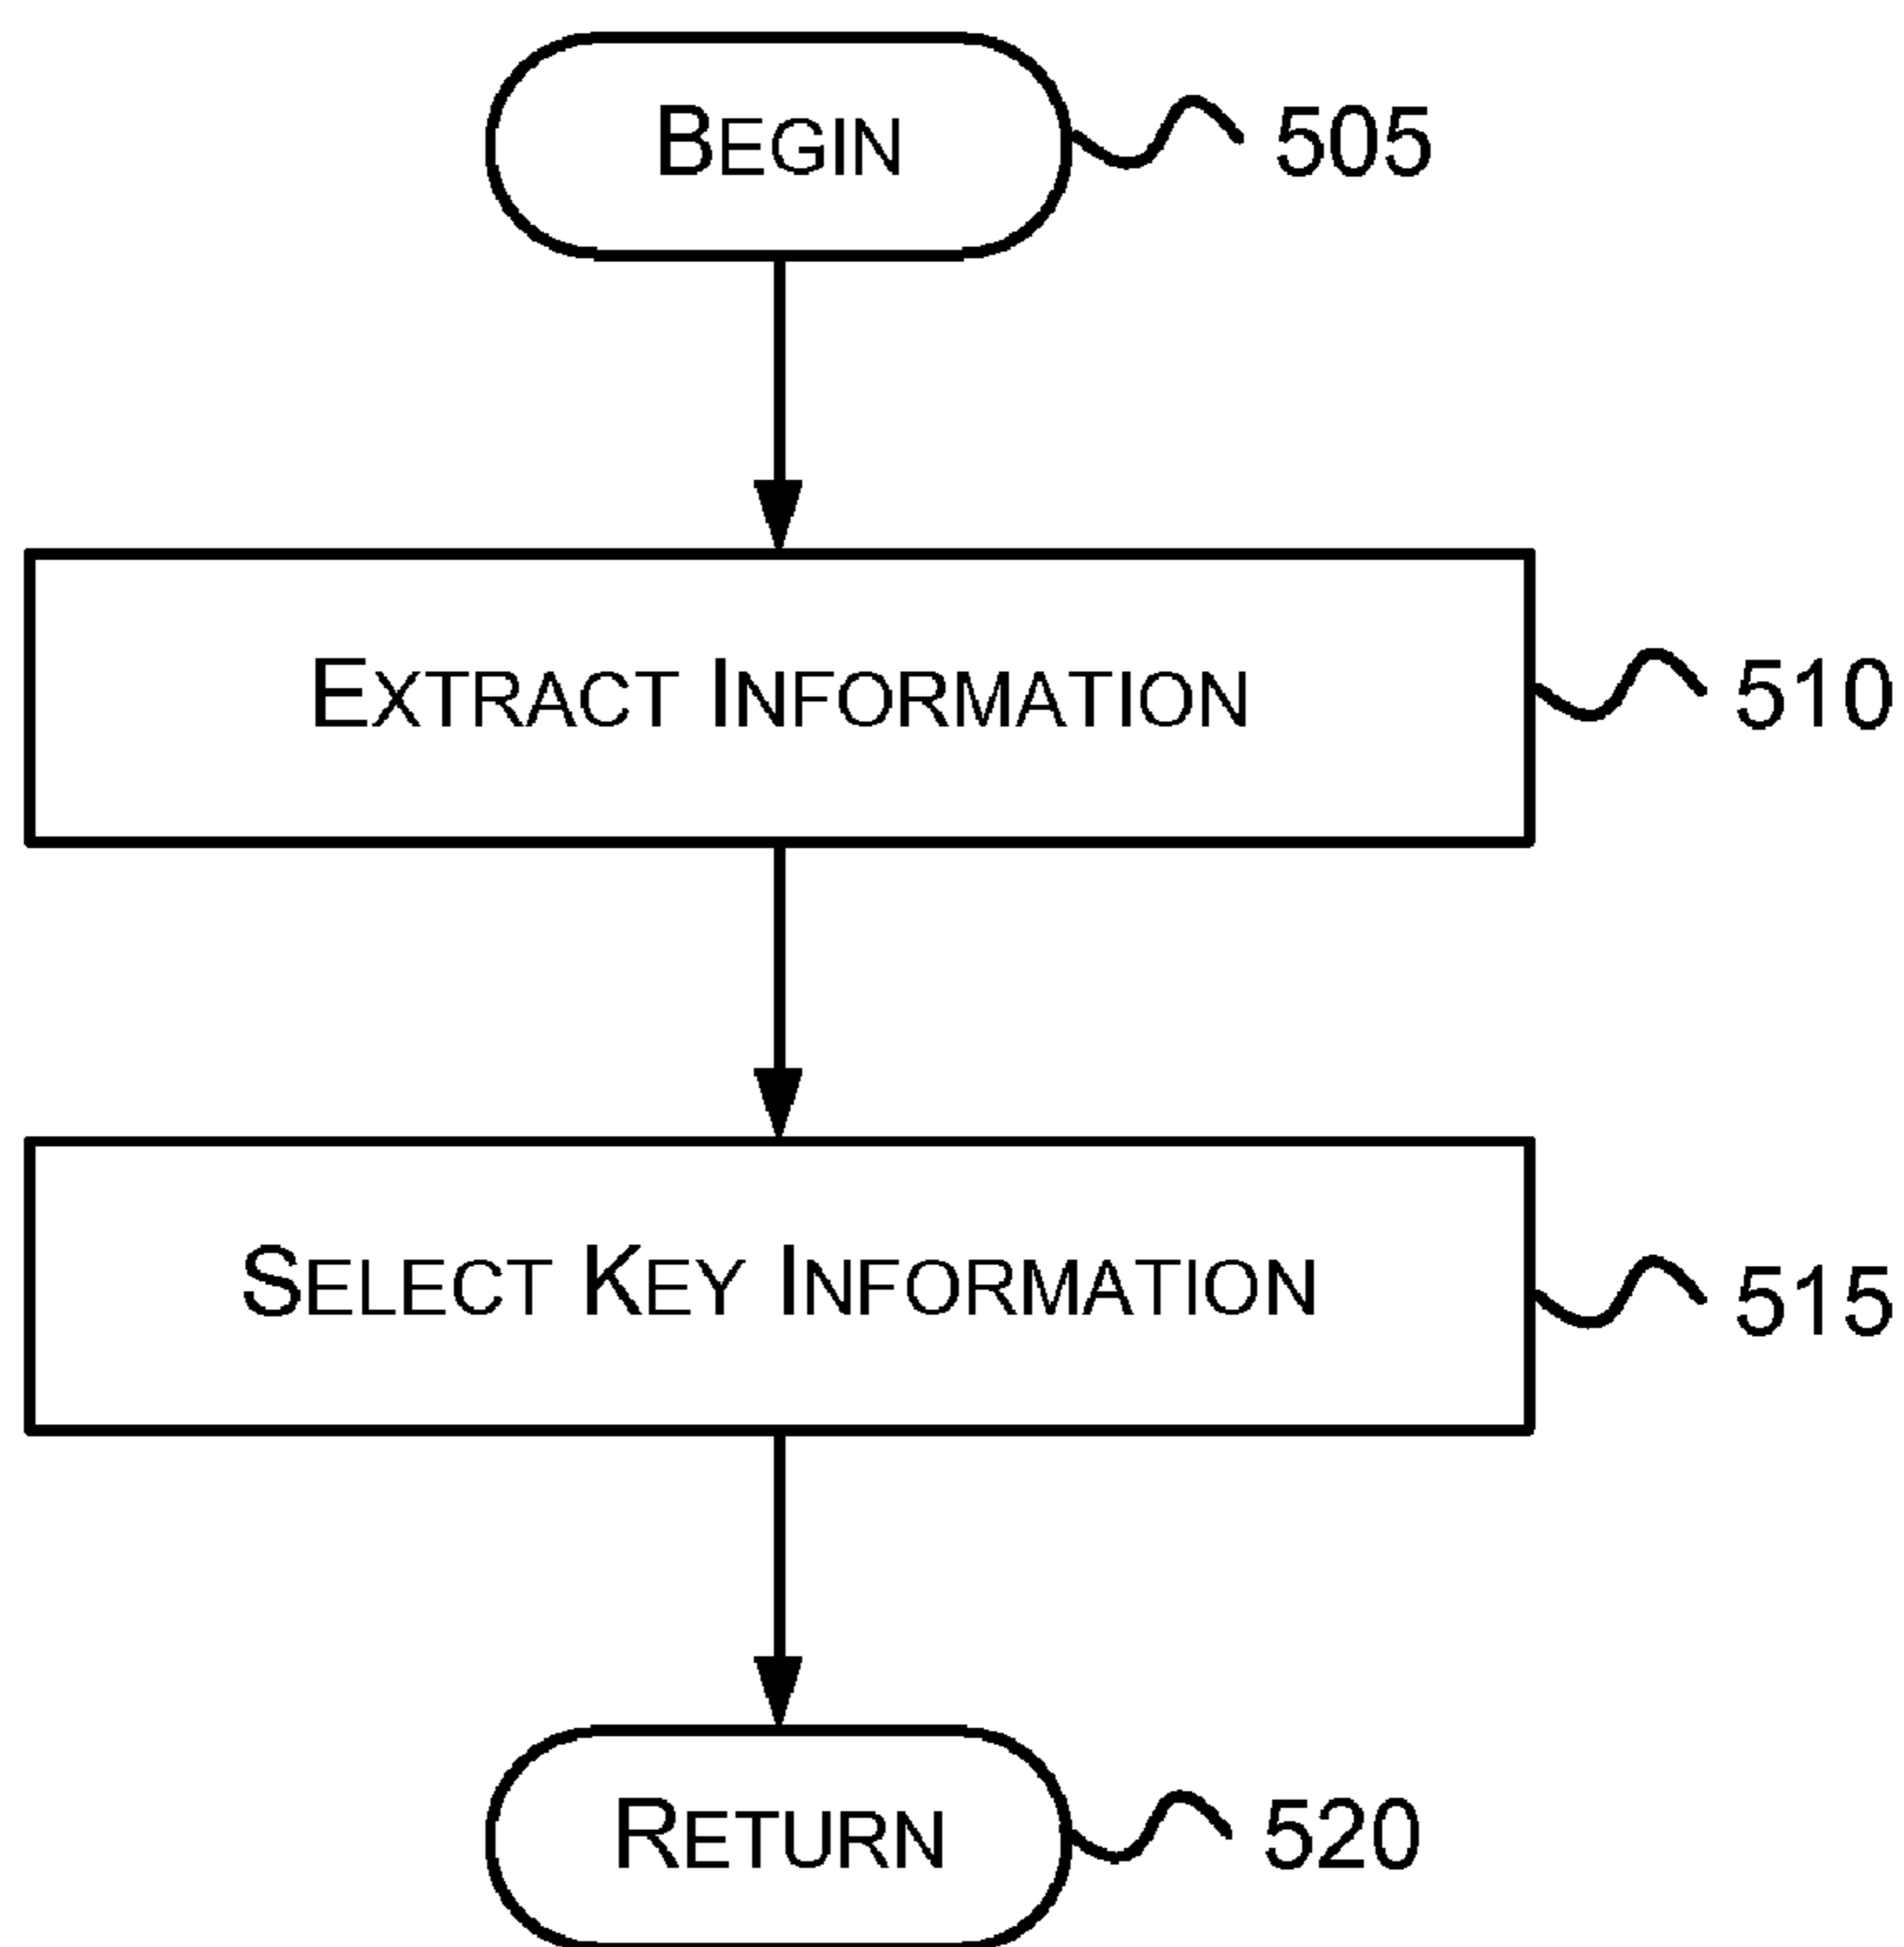 BEGIN 505
EXTRACT INFORMATION 510
SELECT KEY INFORMATION 515
RETURN 520